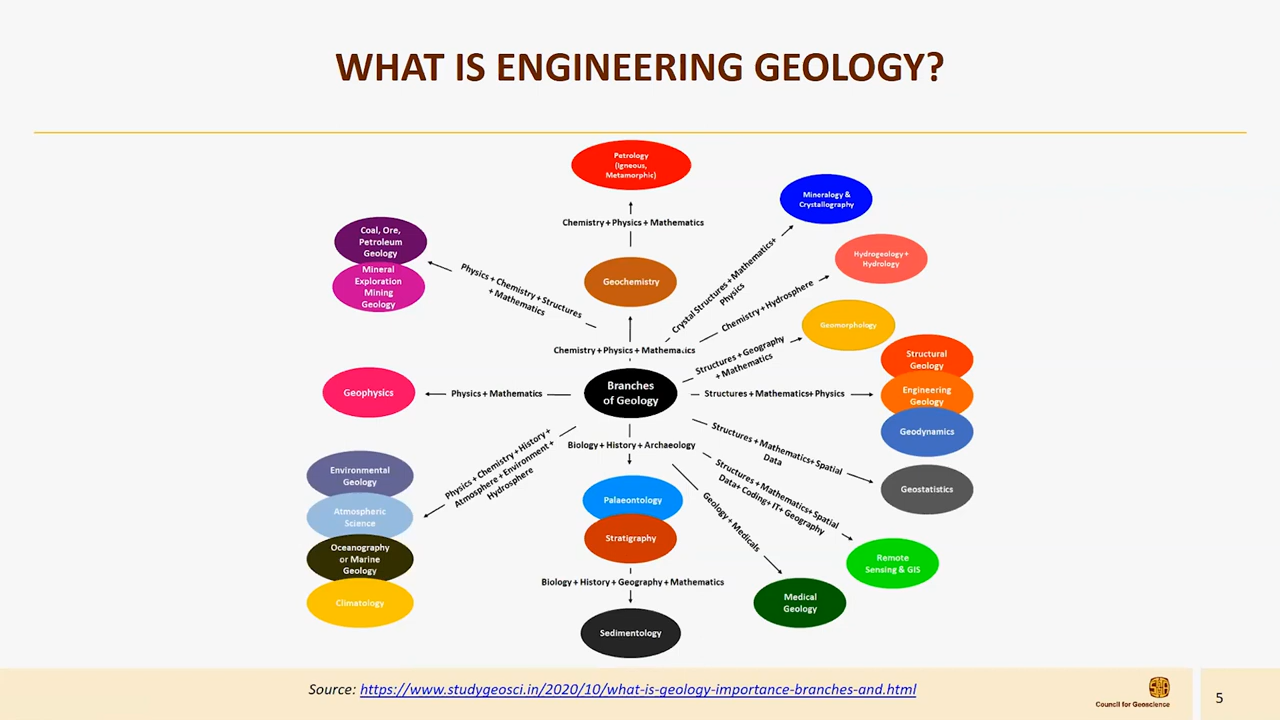 WHAT IS ENGINEERING GEOLOGY?
Petrology
(Igneous,
Metamorphic)
Chemistry + Physics + Mathematics
Geochemistry
Chemistry + Physics + Mathematics
Mineralogy &
Crystallography
Crystal Structures + Mathematics+
Physics
Hydrogeology +
Hydrology
Chemistry + Hydrosphere
Geomorphology
Structures + Geography
+ Mathematics
Coal, Ore,
Petroleum
Geology
Mineral
Exploration
Mining
Geology
Physics + Chemistry + Structures
+ Mathematics
Branches
of Geology
Structures + Mathematics+ Physics
Structural
Geology
Engineering
Geology
Geodynamics
Geophysics
Physics + Mathematics
Structures + Mathematics+ Spatial
Data
Geostatistics
Structures + Mathematics+ Spatial
Data+ Coding+ IT+ Geography
Remote
Sensing & GIS
Geology + Medicals
Medical
Geology
Biology + History + Archaeology
Palaeontology
Stratigraphy
Biology + History + Geography + Mathematics
Sedimentology
Physics + Chemistry + History +
Atmosphere + Environment +
Hydrosphere
Environmental
Geology
Atmospheric
Science
Oceanography
or Marine
Geology
Climatology
Source: https://www.studygeosci.in/2020/10/what-is-geology-importance-branches-and.html
Council for Geoscience
5